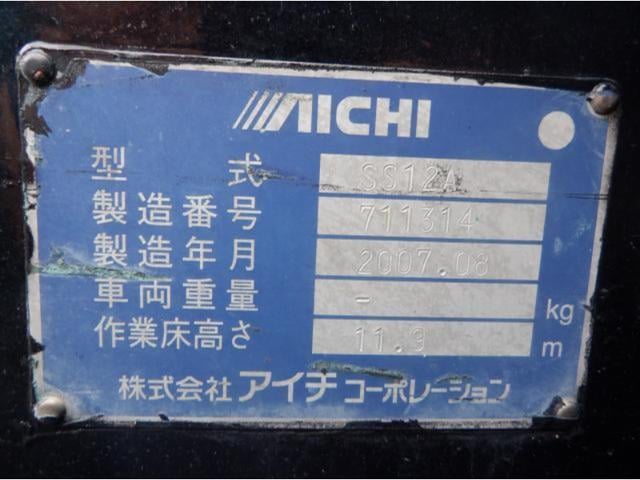 AICHI
型式 SS12A
製造番号 711314
製造年月 2007.08
車両重量 - kg
作業床高さ 11.9 m
株式会社 アイチ コーポレーション